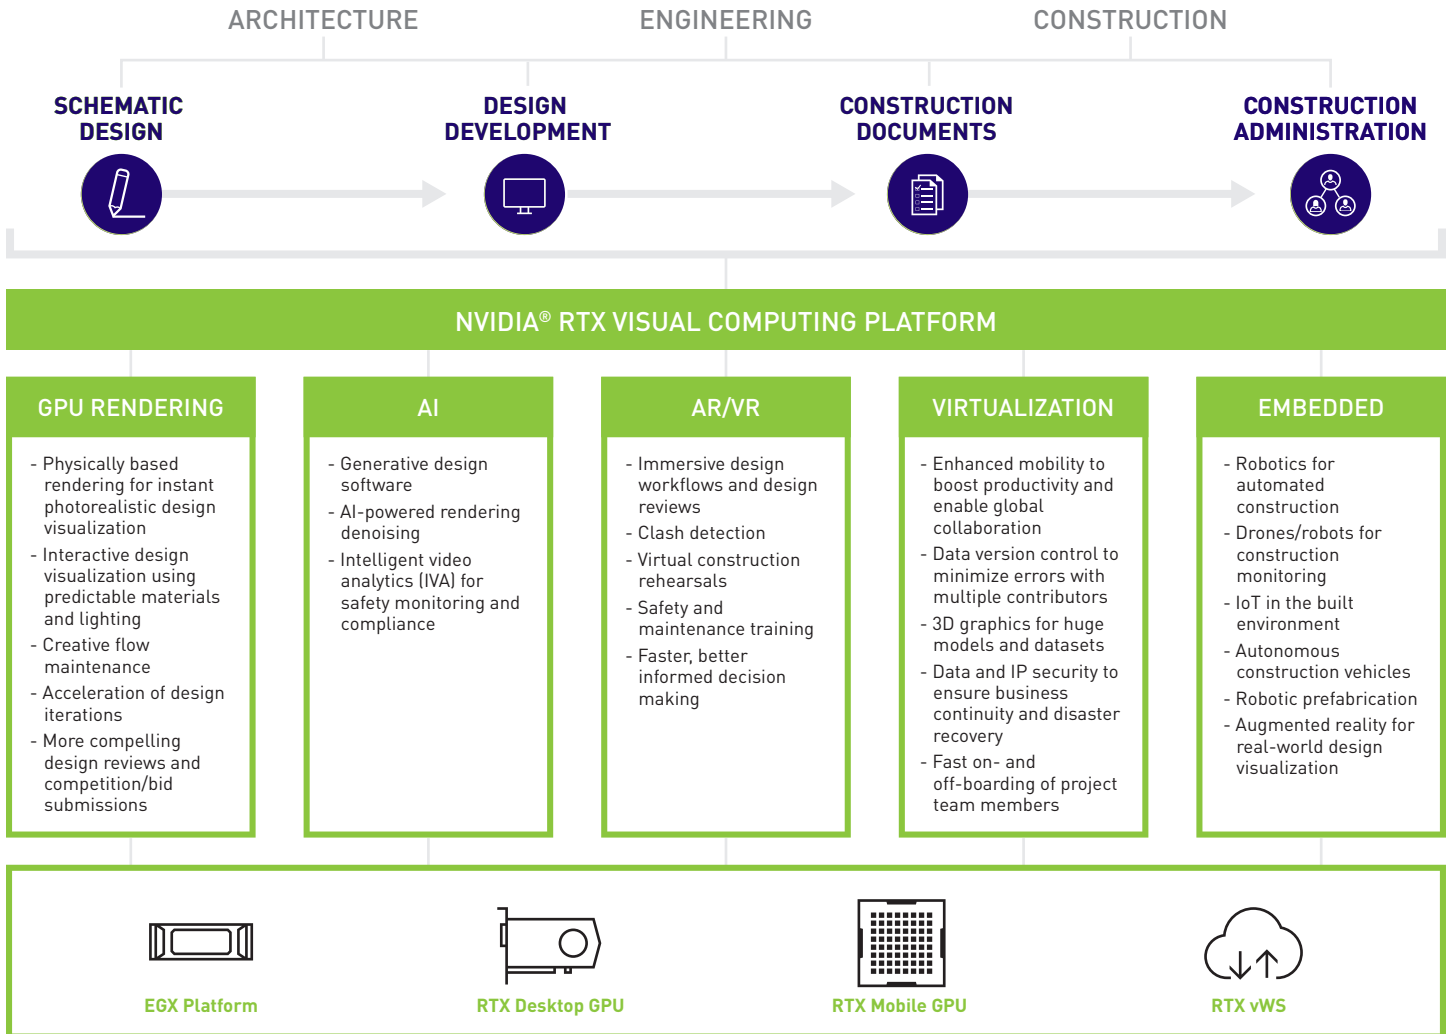 ARCHITECTURE
ENGINEERING
CONSTRUCTION
SCHEMATIC
DESIGN
DESIGN
DEVELOPMENT
CONSTRUCTION
DOCUMENTS
CONSTRUCTION
ADMINISTRATION
NVIDIA® RTX VISUAL COMPUTING PLATFORM
GPU RENDERING
- Physically based
rendering for instant
photorealistic design
visualization
- Interactive design
visualization using
predictable materials
and lighting
- Creative flow
maintenance
- Acceleration of design
iterations
- More compelling
design reviews and
competition/bid
submissions
AI
- Generative design
software
- AI-powered rendering
denoising
- Intelligent video
analytics (IVA) for
safety monitoring and
compliance
AR/VR
- Immersive design
workflows and design
reviews
- Clash detection
- Virtual construction
rehearsals
- Safety and
maintenance training
- Faster, better
informed decision
making
VIRTUALIZATION
- Enhanced mobility to
boost productivity and
enable global
collaboration
- Data version control to
minimize errors with
multiple contributors
- 3D graphics for huge
models and datasets
- Data and IP security to
ensure business
continuity and disaster
recovery
- Fast on- and
off-boarding of project
team members
EMBEDDED
- Robotics for
automated
construction
- Drones/robots for
construction
monitoring
- IoT in the built
environment
- Autonomous
construction vehicles
- Robotic prefabrication
- Augmented reality for
real-world design
visualization
EGX Platform
RTX Desktop GPU
RTX Mobile GPU
RTX vWS